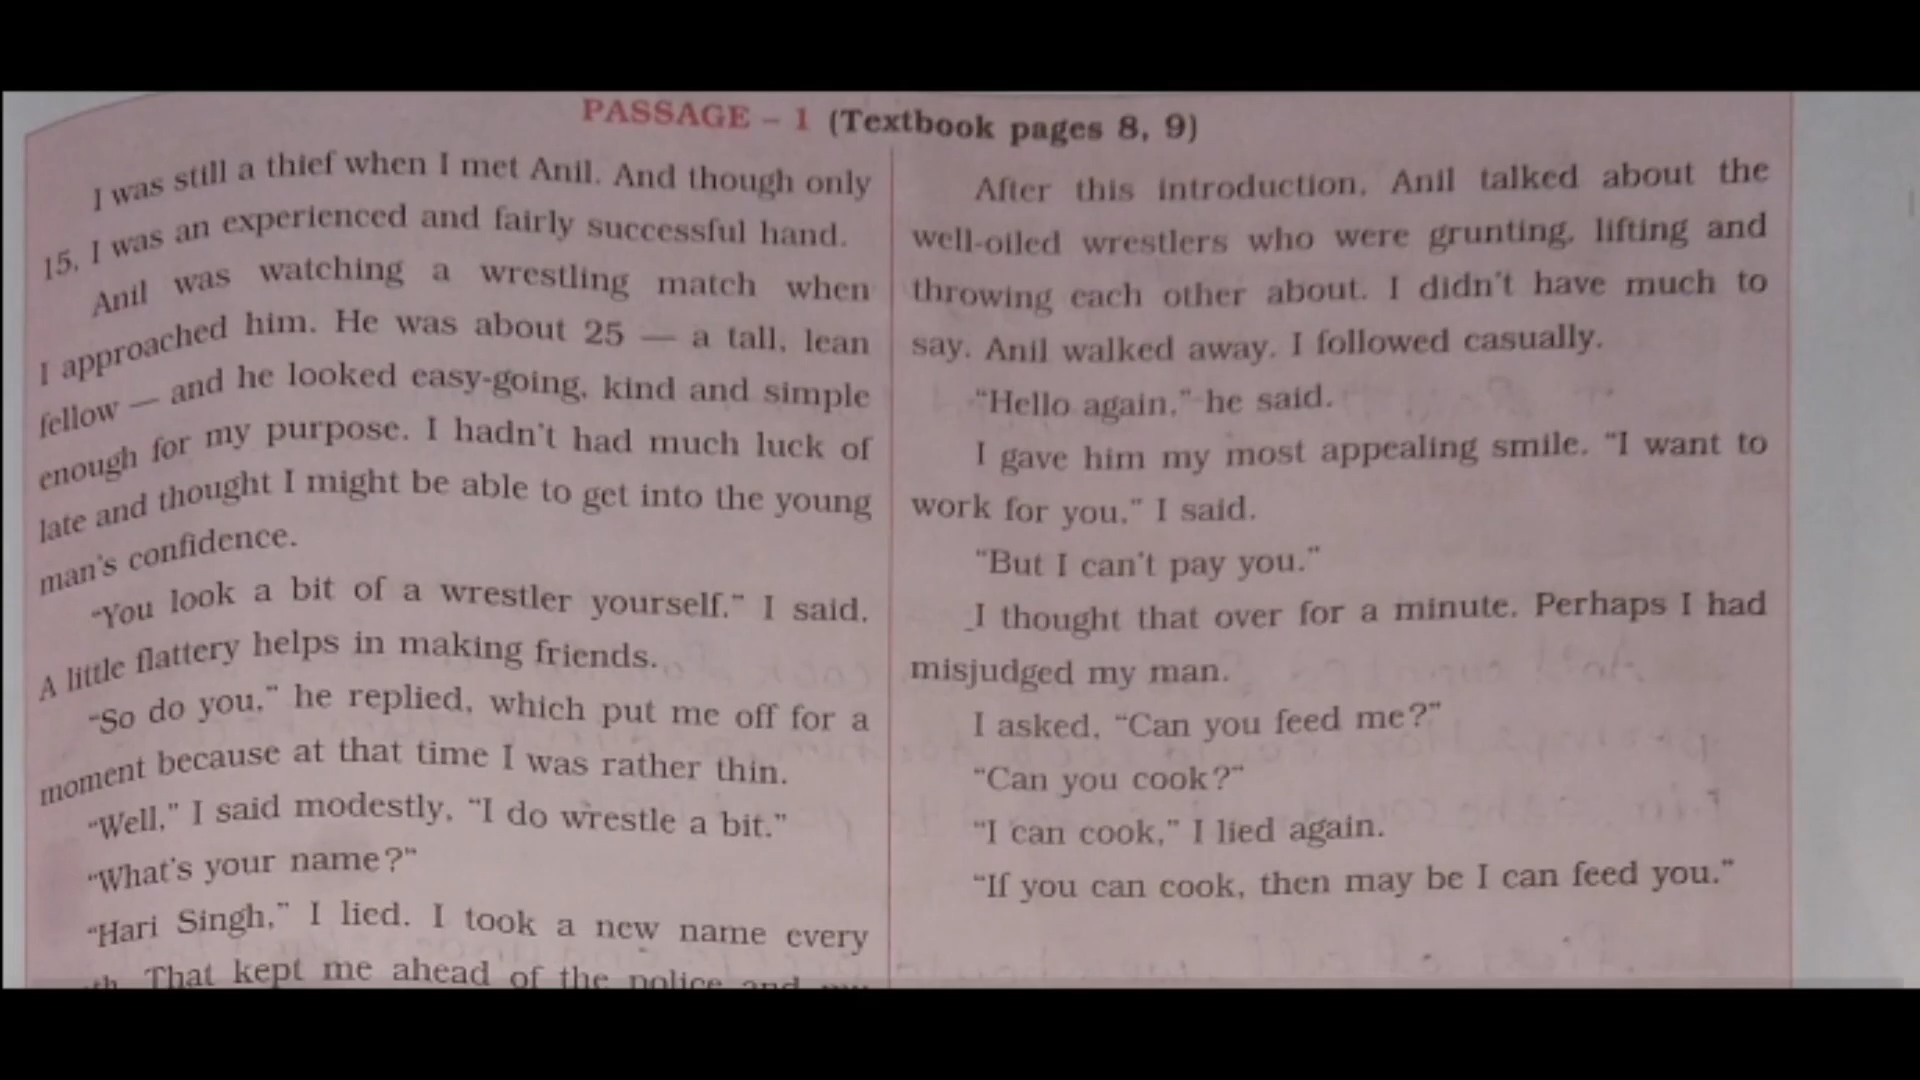 PASSAGE – 1 (Textbook pages 8, 9)
I was still a thief when I met Anil. And though only
15, I was an experienced and fairly successful hand.
Anil was watching a wrestling match when
I approached him. He was about 25 — a tall, lean
fellow — and he looked easy-going, kind and simple
enough for my purpose. I hadn't had much luck of
late and thought I might be able to get into the young
man's confidence.
"You look a bit of a wrestler yourself." I said.
A little flattery helps in making friends.
"So do you," he replied, which put me off for a
moment because at that time I was rather thin.
"Well," I said modestly, "I do wrestle a bit."
"What's your name?"
"Hari Singh," I lied. I took a new name every
That kept me ahead of the police and
After this introduction, Anil talked about the
well-oiled wrestlers who were grunting, lifting and
throwing each other about. I didn't have much to
say. Anil walked away. I followed casually.
"Hello again," he said.
I gave him my most appealing smile. "I want to
work for you," I said.
"But I can't pay you."
I thought that over for a minute. Perhaps I had
misjudged my man.
I asked, "Can you feed me?"
"Can you cook?"
"I can cook," I lied again.
"If you can cook, then may be I can feed you."